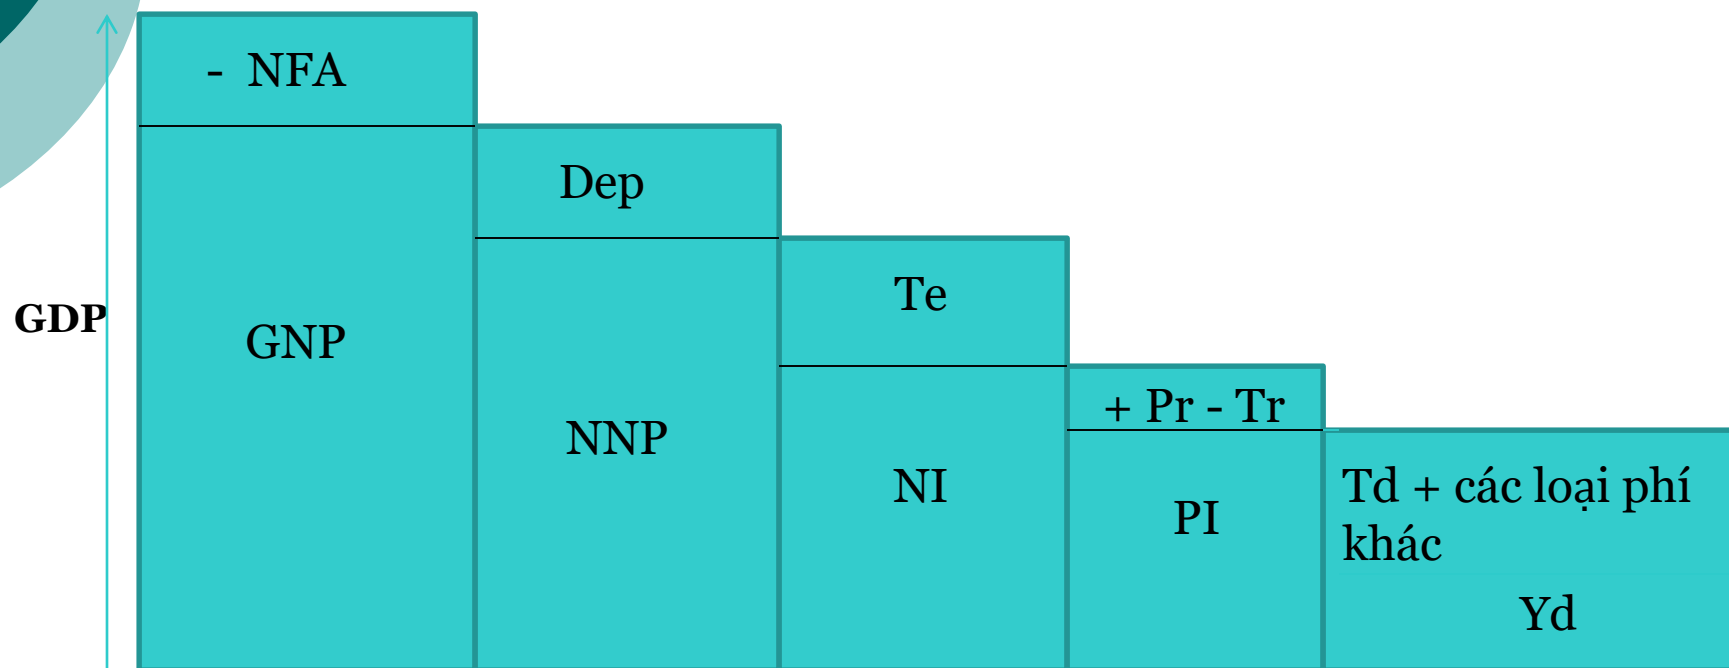 - NFA
GDP
GNP
Dep
NNP
Te
NI
+ Pr - Tr
PI
Td + các loại phí
khác
Yd